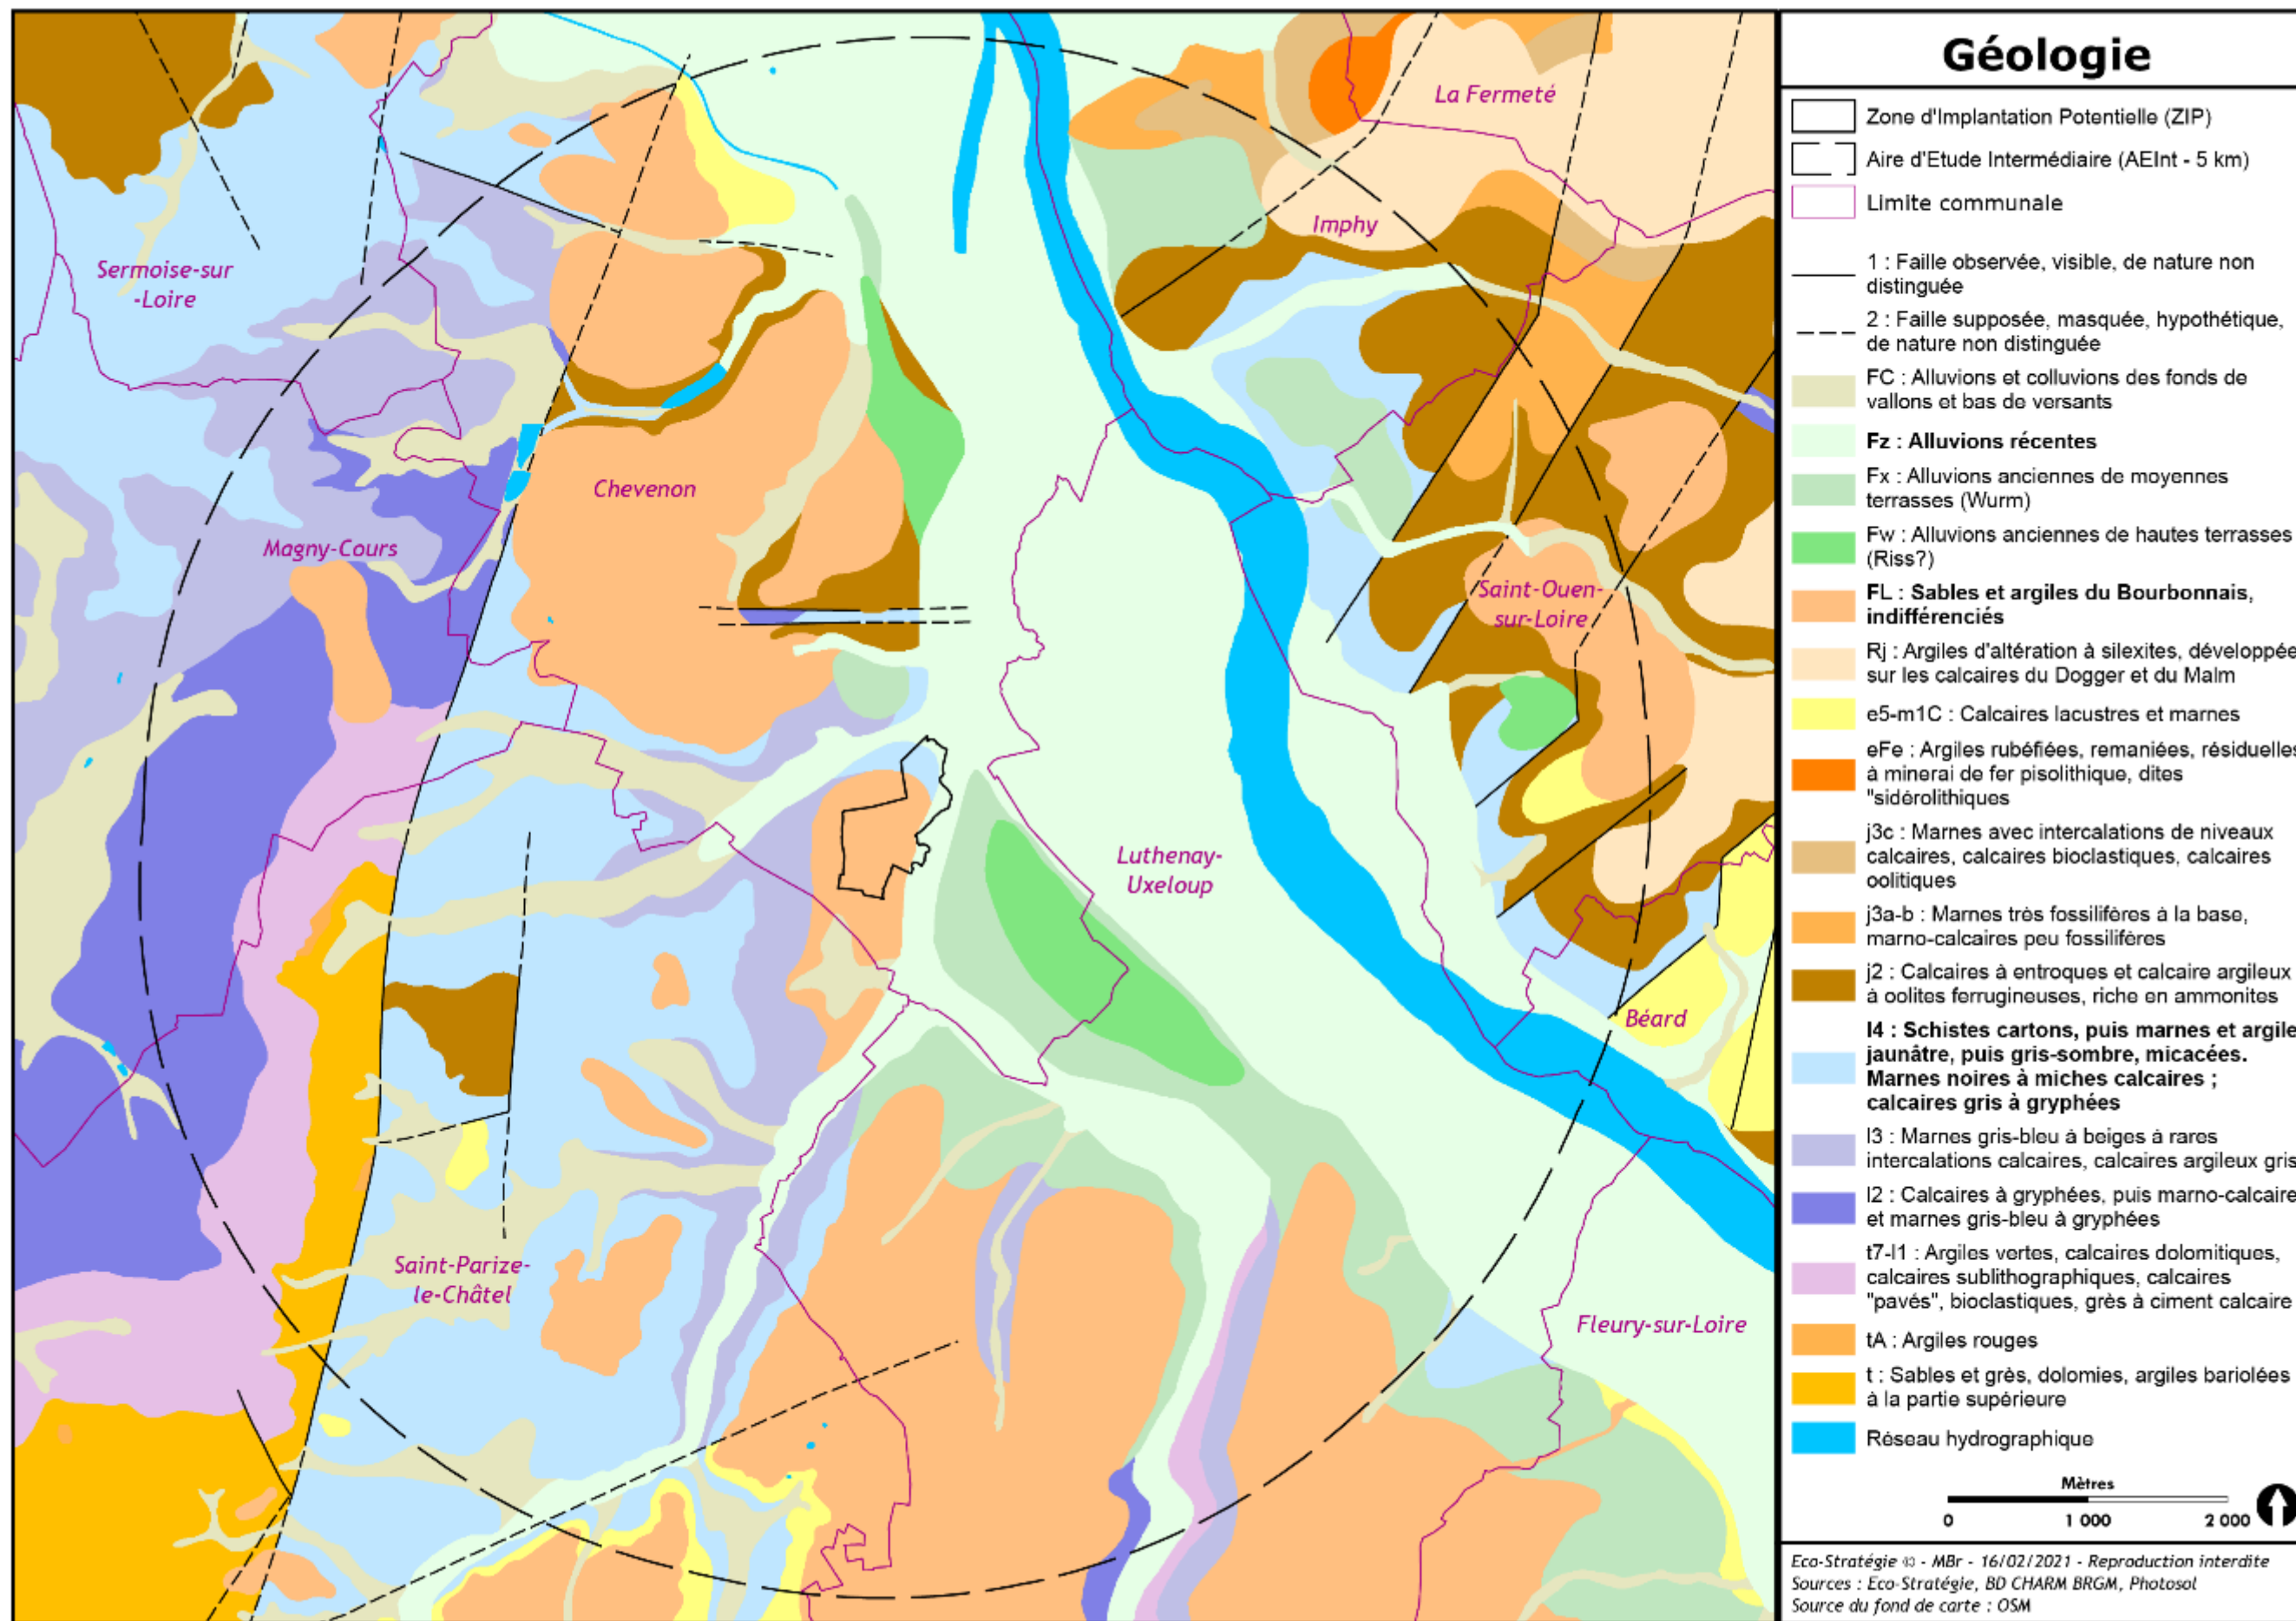 Géologie
Zone d'Implantation Potentielle (ZIP)
Aire d'Etude Intermédiaire (AEInt - 5 km)
Limite communale
1 : Faille observée, visible, de nature non
distinguée
2 : Faille supposée, masquée, hypothétique,
de nature non distinguée
FC : Alluvions et colluvions des fonds de
vallons et bas de versants
Fz : Alluvions récentes
Fx : Alluvions anciennes de moyennes
terrasses (Wurm)
Fw : Alluvions anciennes de hautes terrasses
(Riss?)
FL : Sables et argiles du Bourbonnais,
indifférenciés
Rj : Argiles d'altération à silexites, développée
sur les calcaires du Dogger et du Malm
e5-m1C : Calcaires lacustres et marnes
eFe : Argiles rubéfiées, remaniées, résiduelles
à minerai de fer pisolithique, dites
"sidérolithiques
j3c : Marnes avec intercalations de niveaux
calcaires, calcaires bioclastiques, calcaires
oolitiques
j3a-b : Marnes très fossilifères à la base,
marno-calcaires peu fossilifères
j2 : Calcaires à entroques et calcaire argileux
à oolites ferrugineuses, riche en ammonites
l4 : Schistes cartons, puis marnes et argile
jaunâtre, puis gris-sombre, micacées.
Marnes noires à miches calcaires ;
calcaires gris à gryphées
l3 : Marnes gris-bleu à beiges à rares
intercalations calcaires, calcaires argileux gris
l2 : Calcaires à gryphées, puis marno-calcaire
et marnes gris-bleu à gryphées
t7-l1 : Argiles vertes, calcaires dolomitiques,
calcaires sublithographiques, calcaires
"pavés", bioclastiques, grès à ciment calcaire
tA : Argiles rouges
t : Sables et grès, dolomies, argiles bariolées
à la partie supérieure
Réseau hydrographique
Mètres
0 1 000 2 000
Eco-Stratégie © - MBr - 16/02/2021 - Reproduction interdite
Sources : Eco-Stratégie, BD CHARM BRGM, Photosol
Source du fond de carte : OSM
La Fermeté
Imphy
Sermoise-sur
-Loire
Chevenon
Magny-Cours
Saint-Ouen-
sur-Loire
Luthenay-
Uxeloup
Béard
Saint-Parize-
le-Châtel
Fleury-sur-Loire